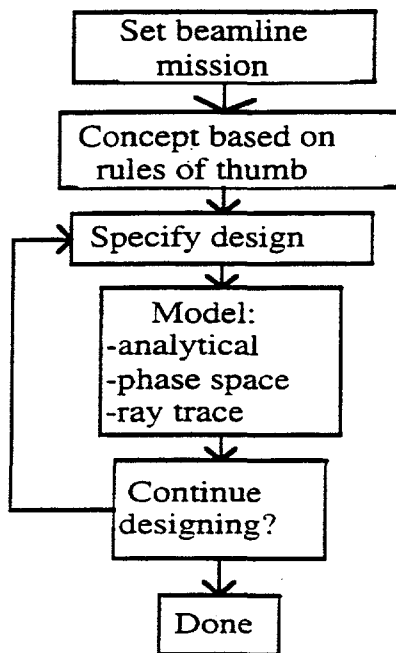 Set beamline
mission
Concept based on
rules of thumb
Specify design
Model:
-analytical
-phase space
-ray trace
Continue
designing?
Done